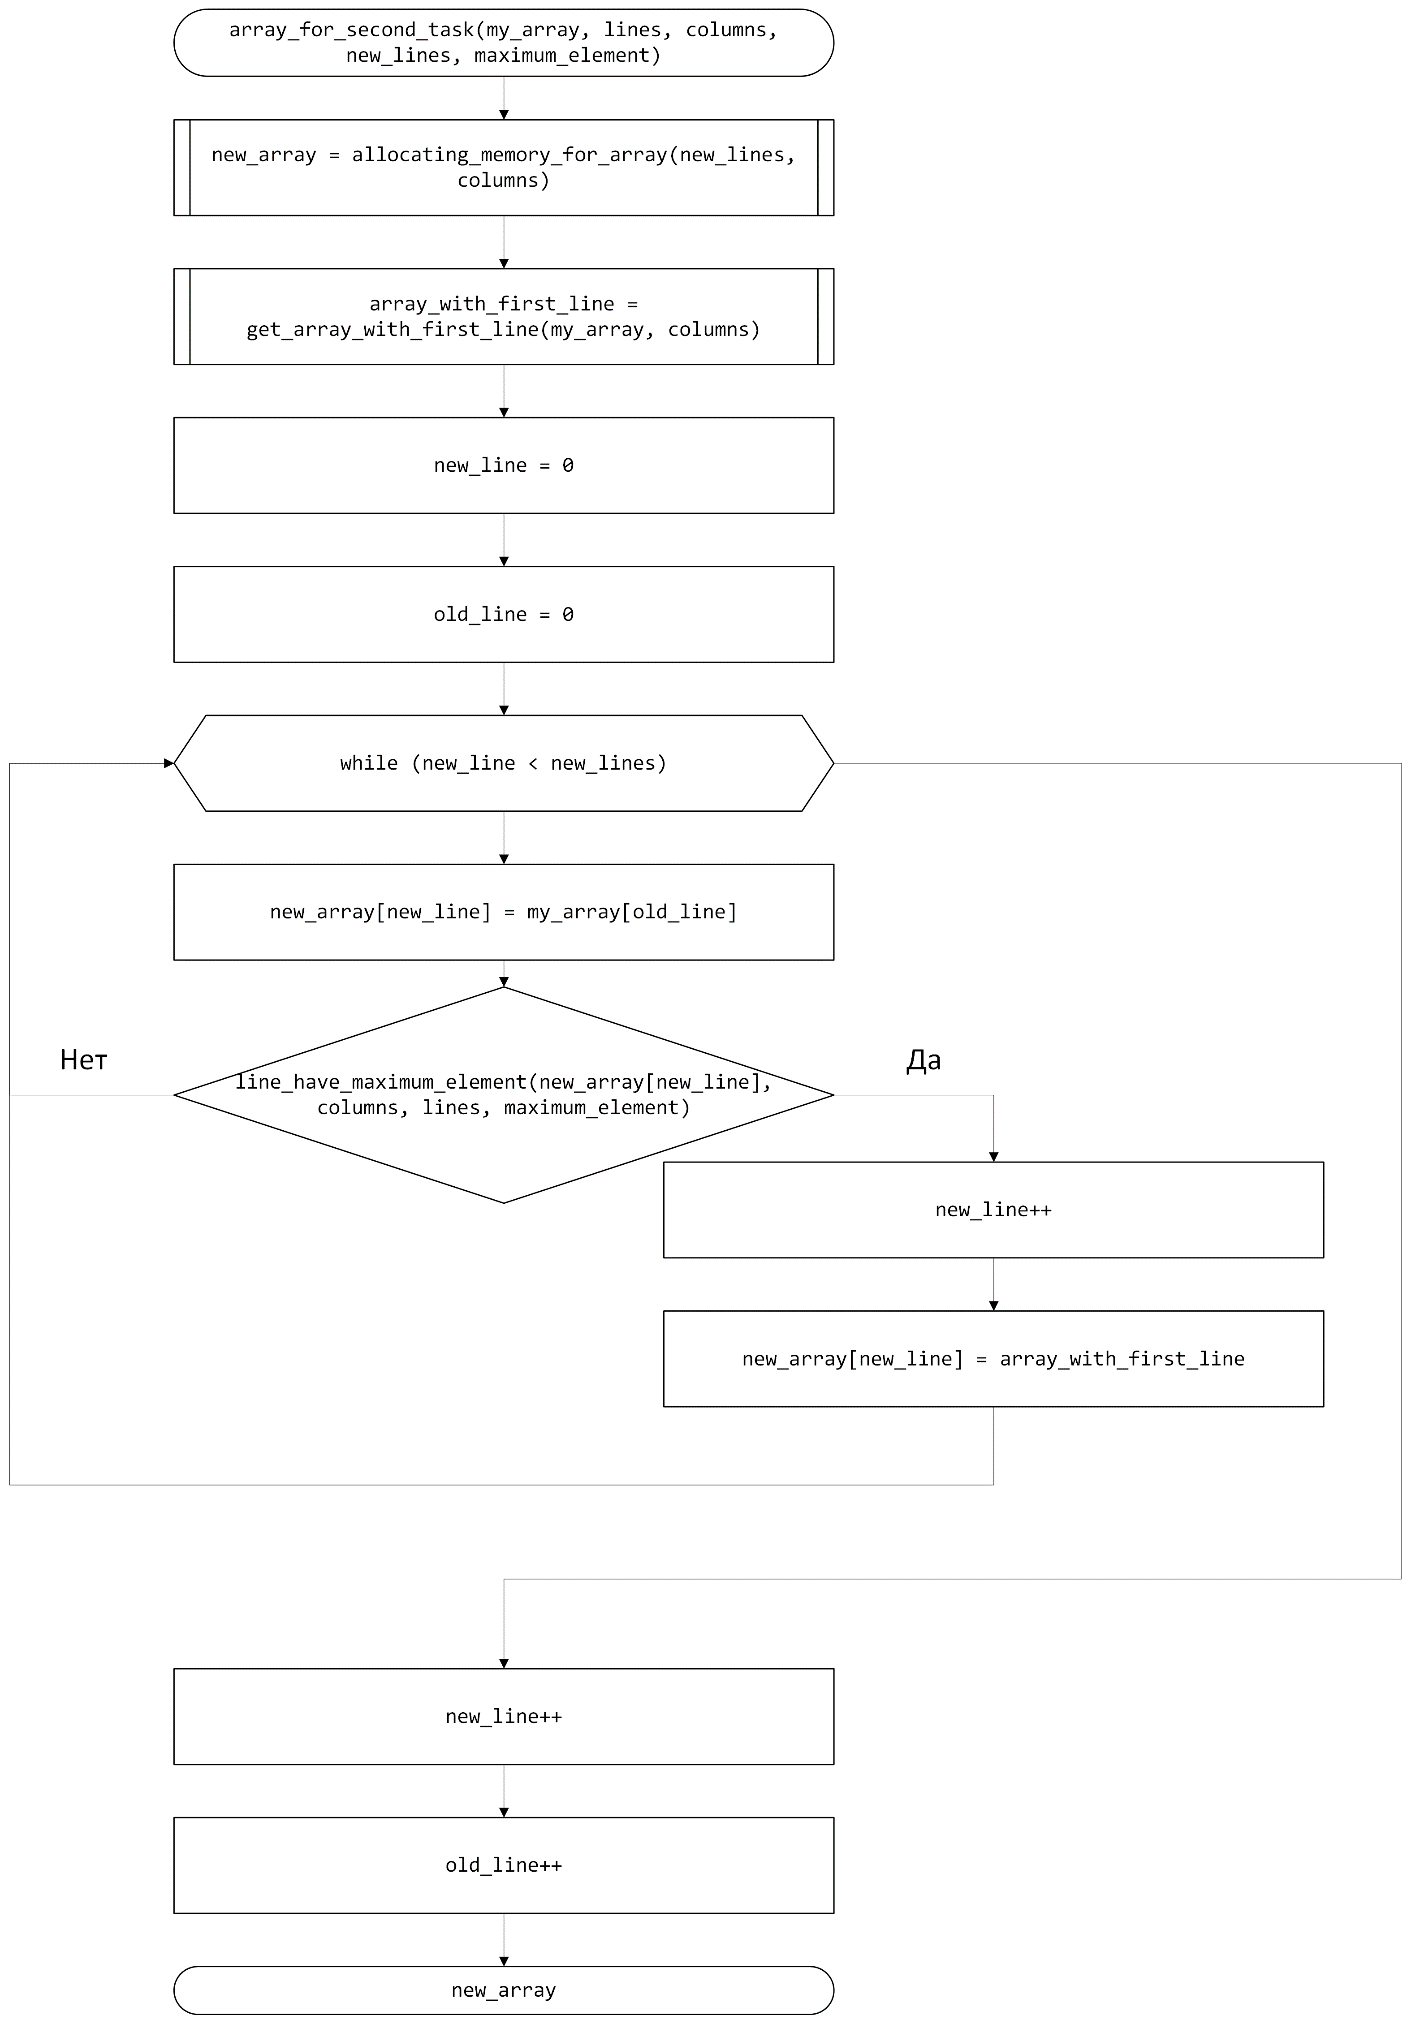 array_for_second_task(my_array, lines, columns,
new_lines, maximum_element)
new_array = allocating_memory_for_array(new_lines,
columns)
array_with_first_line =
get_array_with_first_line(my_array, columns)
new_line = 0
old_line = 0
while (new_line < new_lines)
new_array[new_line] = my_array[old_line]
Нет
Да
line_have_maximum_element(new_array[new_line],
columns, lines, maximum_element)
new_line++
new_array[new_line] = array_with_first_line
new_line++
old_line++
new_array